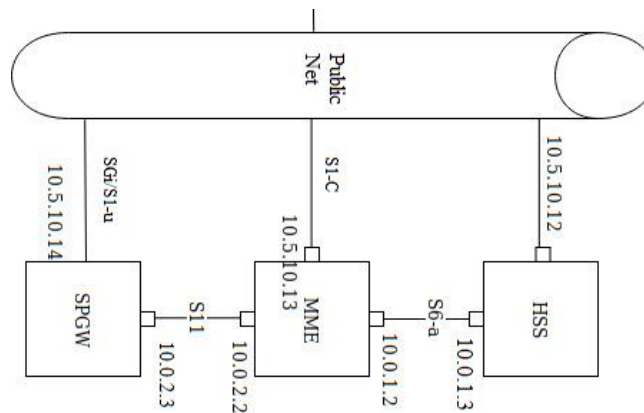 Public
Net
10.5.10.12
S1-C
SGi/S1-u
10.5.10.14
10.5.10.13
HSS
MME
SPGW
S6-a
S11
10.0.1.3
10.0.1.2
10.0.2.2
10.0.2.3